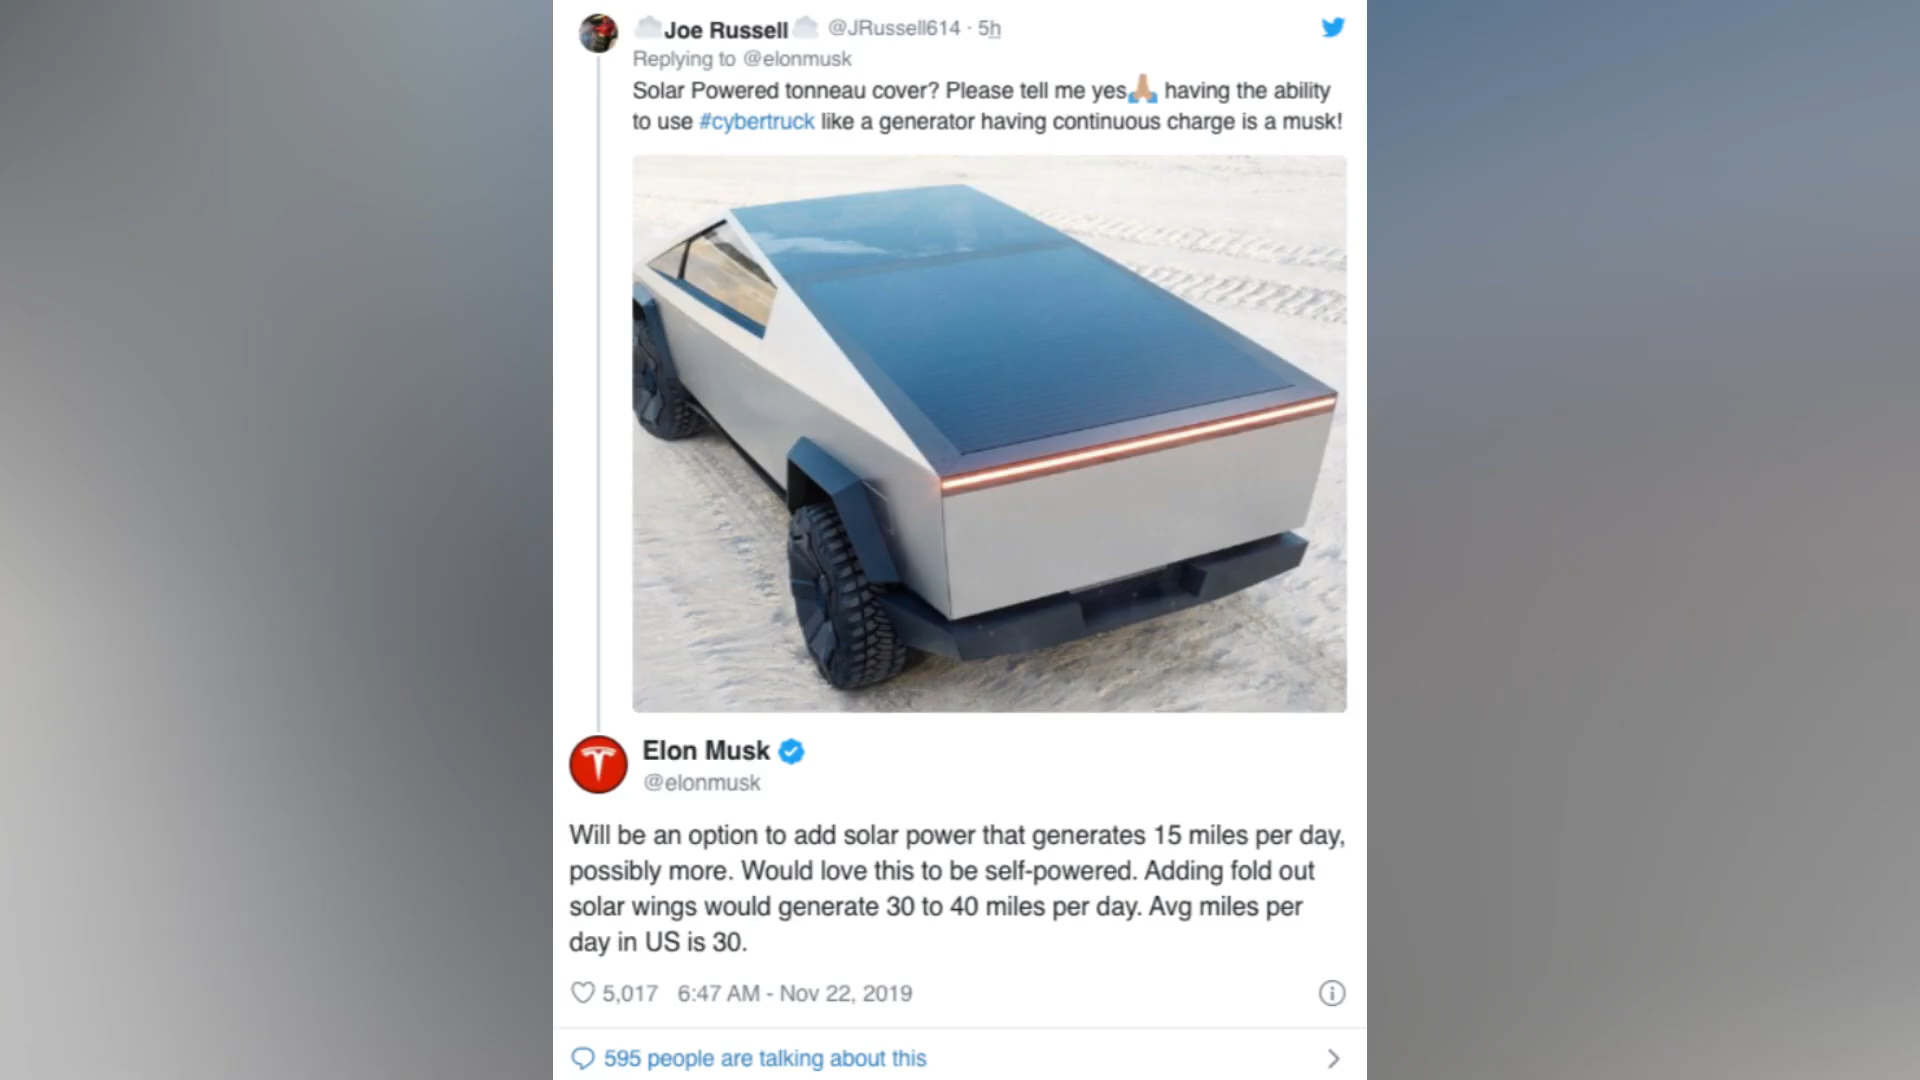 Joe Russell @JRussell614 · 5h
Replying to @elonmusk
Solar Powered tonneau cover? Please tell me yes🙏🏽 having the ability
to use #cybertruck like a generator having continuous charge is a musk!
Elon Musk
@elonmusk
Will be an option to add solar power that generates 15 miles per day,
possibly more. Would love this to be self-powered. Adding fold out
solar wings would generate 30 to 40 miles per day. Avg miles per
day in US is 30.
5,017 6:47 AM - Nov 22, 2019
595 people are talking about this